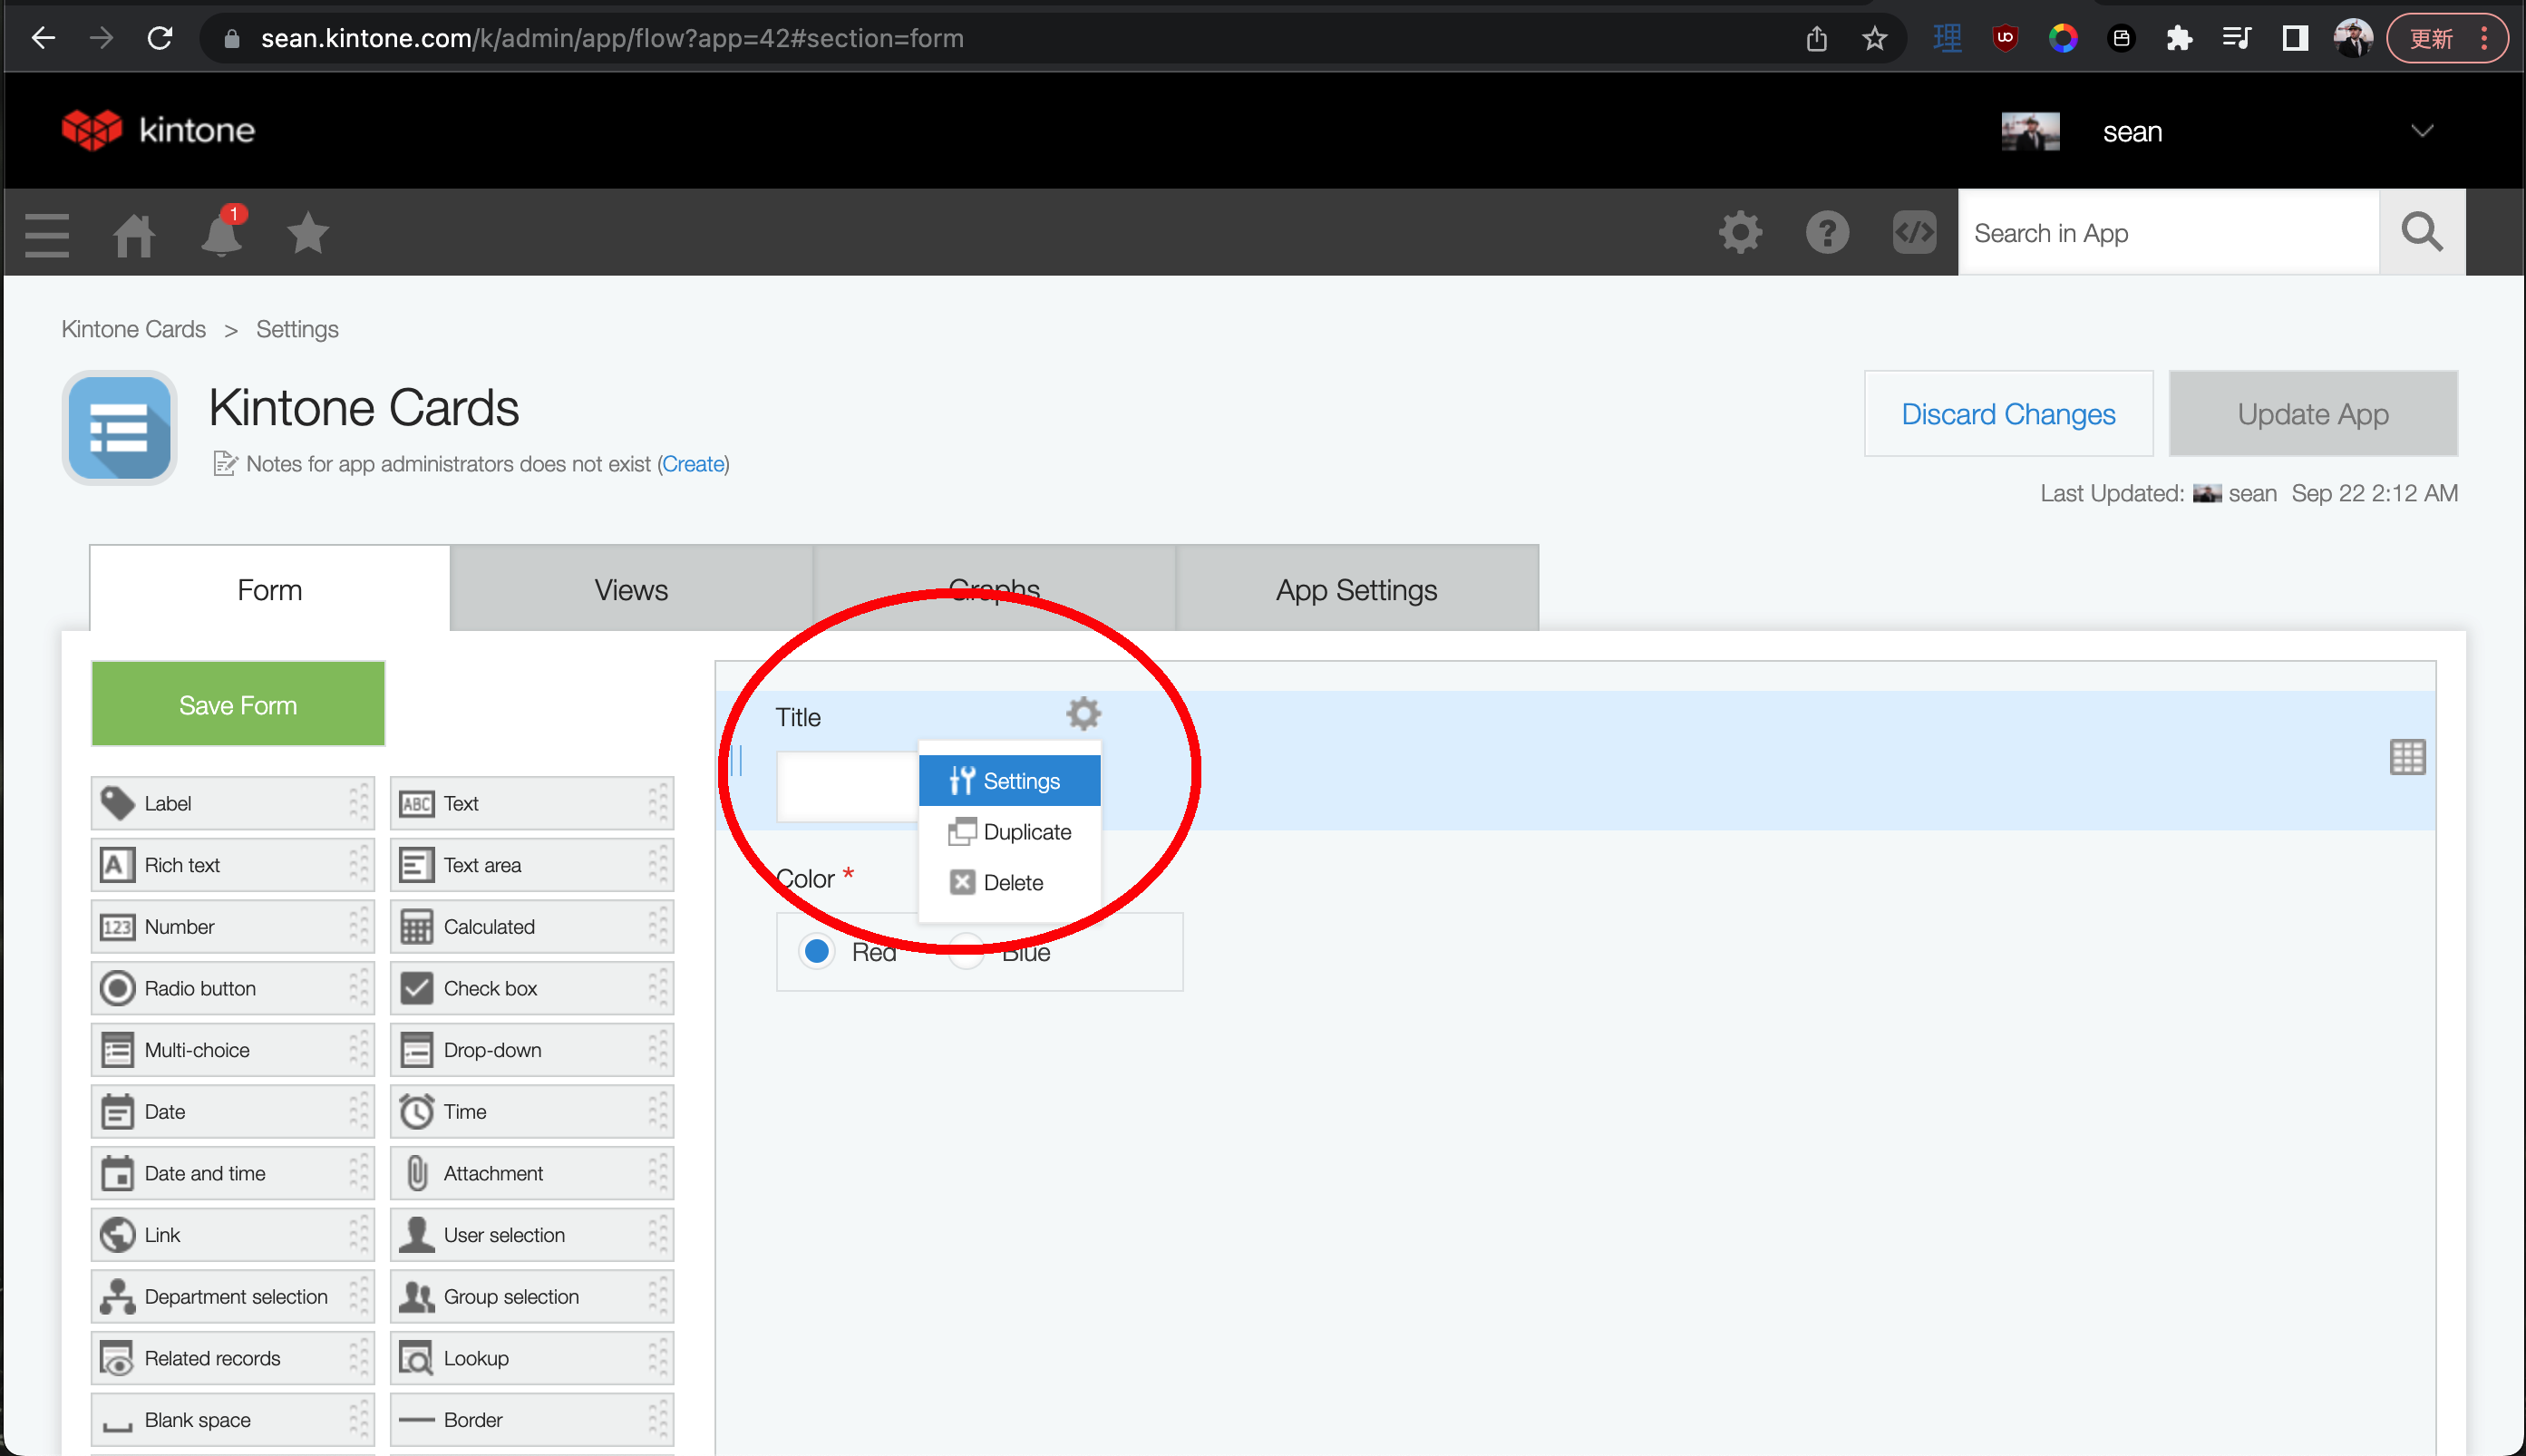 sean.kintone.com/k/admin/app/flow?app=42#section=form
理
更新
kintone
sean
1
Search in App
Kintone Cards > Settings
Kintone Cards
Discard Changes
Update App
Notes for app administrators does not exist (Create)
Last Updated: sean Sep 22 2:12 AM
Form
Views
Graphs
App Settings
Save Form
Title
Settings
Duplicate
Delete
Color *
Red
Blue
Label
ABC Text
A Rich text
Text area
123 Number
Calculated
Radio button
Check box
Multi-choice
Drop-down
Date
Time
Date and time
Attachment
Link
User selection
Department selection
Group selection
Related records
Lookup
Blank space
Border